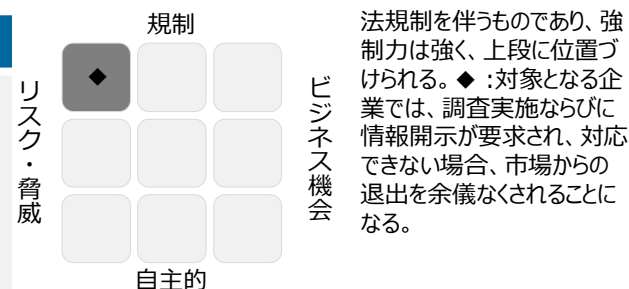 規制
リスク・脅威
◆
ビジネス機会
自主的
法規制を伴うものであり、強
制力は強く、上段に位置づ
けられる。◆ :対象となる企
業では、調査実施ならびに
情報開示が要求され、対応
できない場合、市場からの
退出を余儀なくされることに
なる。